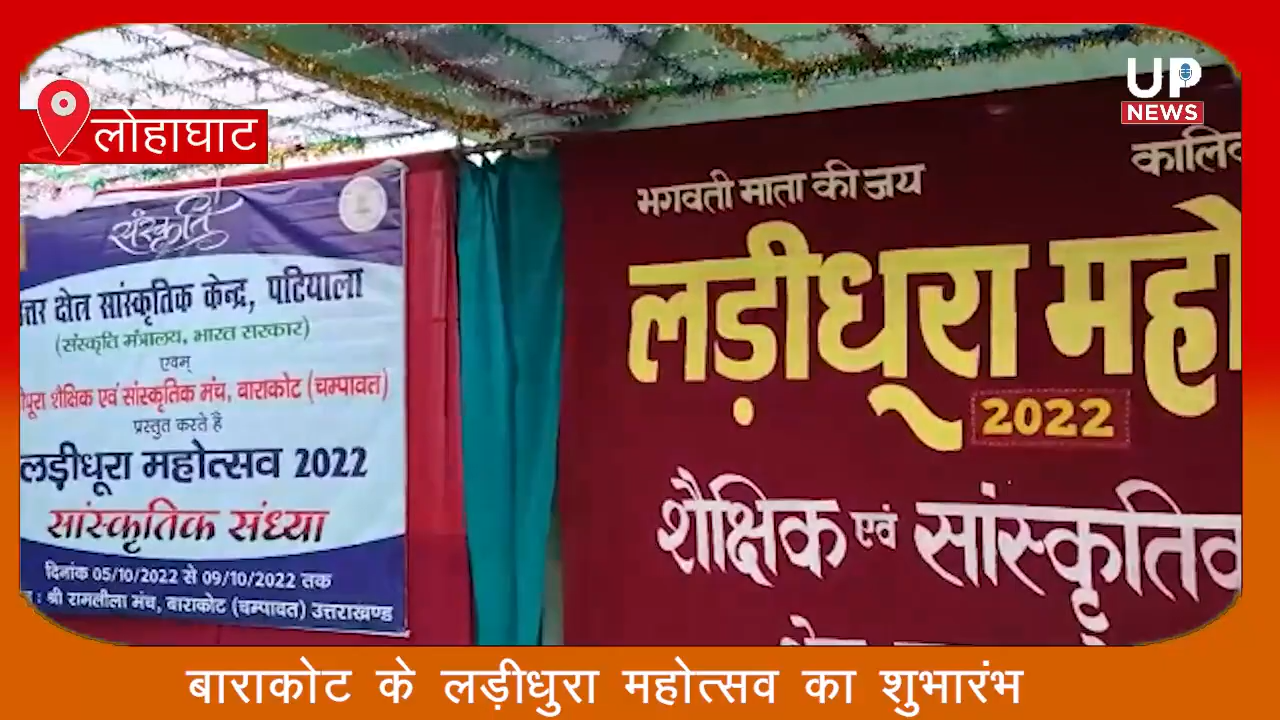 UP
NEWS
लोहाघाट
संस्कृति
त्तर क्षेत्र सांस्कृतिक केन्द्र, पटियाला
(संस्कृति मंत्रालय, भारत सरकार)
एवम्
शैक्षिक एवं सांस्कृतिक मंच, बाराकोट (चम्पावत)
प्रस्तुत करते है
लड़ीधूरा महोत्सव 2022
सांस्कृतिक संध्या
दिनांक 05/10/2022 से 09/10/2022 तक
: श्री रामलीला मंच, बाराकोट (चम्पावत) उत्तराखण्ड
भगवती माता की जय
कालि
लड़ीधूरा महो
2022
शैक्षिक एवं सांस्कृतिक
बाराकोट के लड़ीधुरा महोत्सव का शुभारंभ